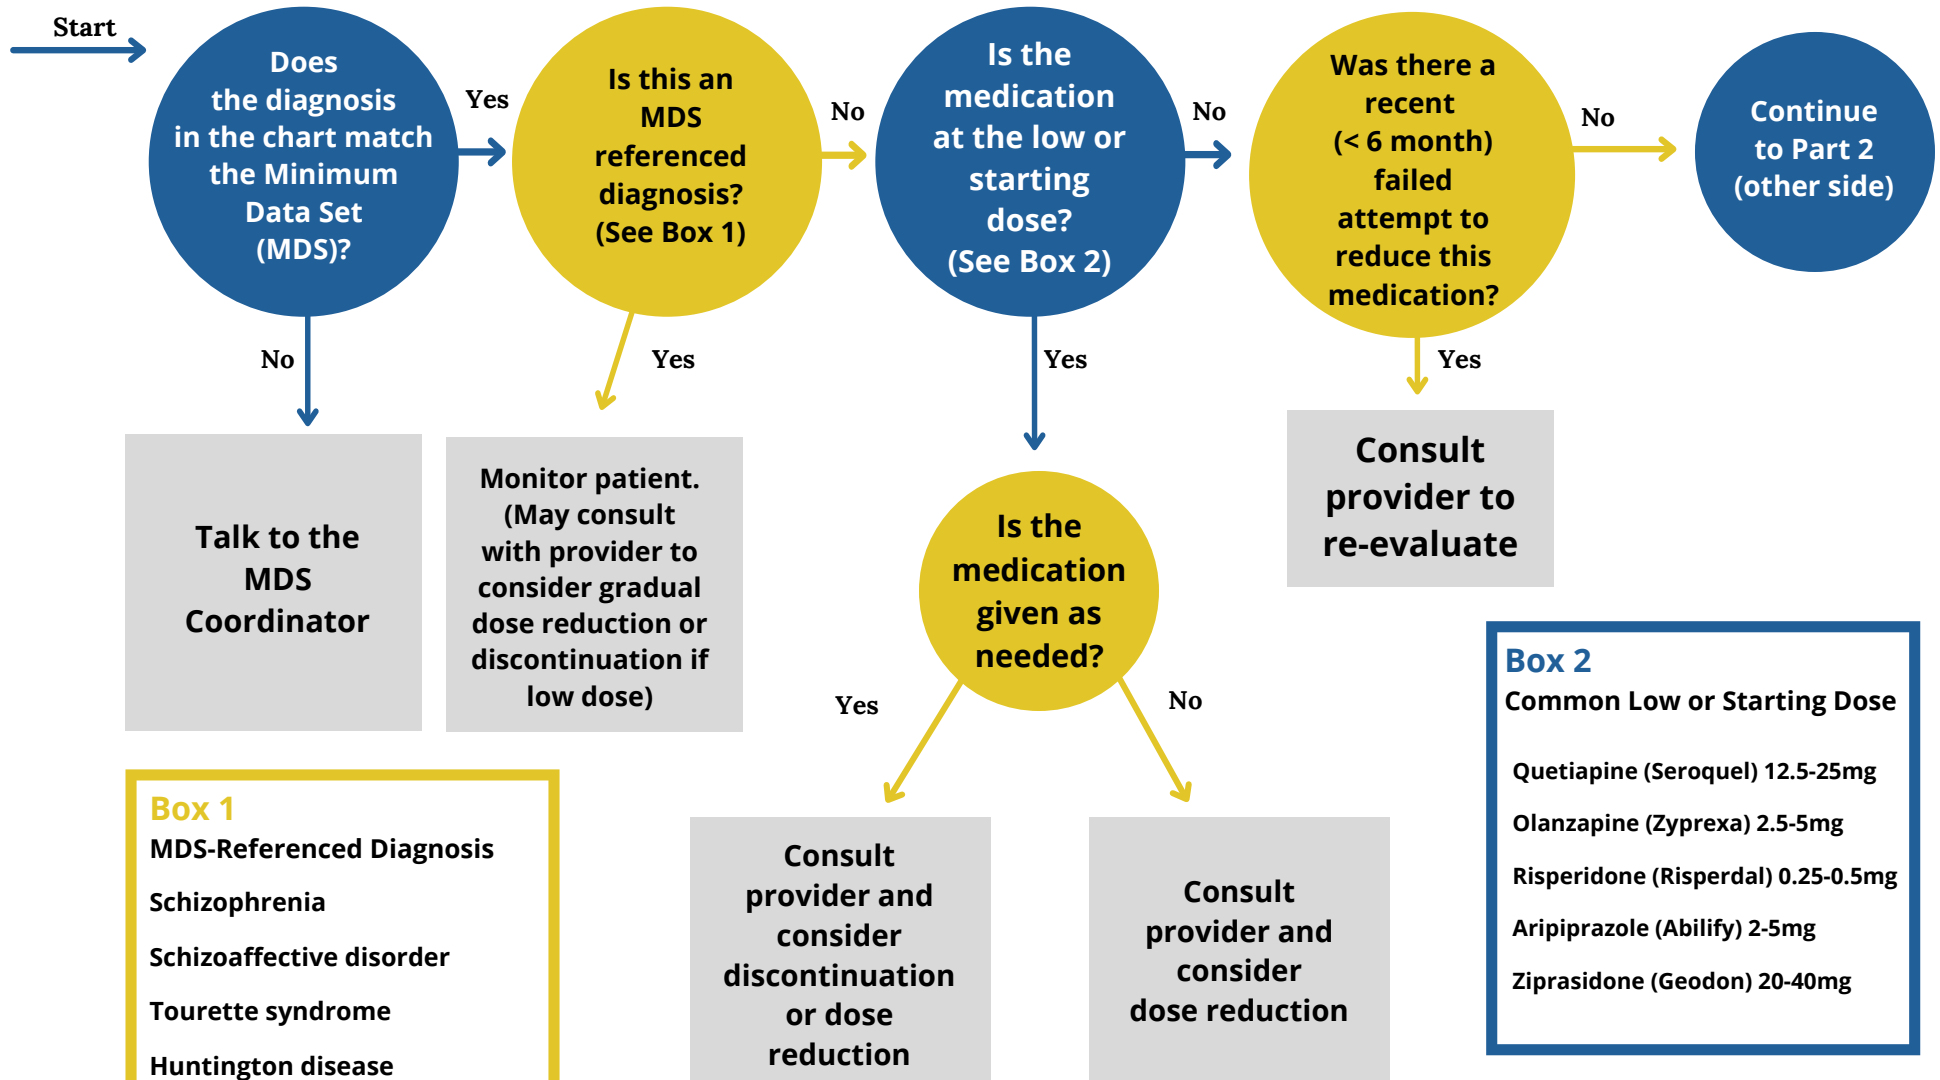 Start
Does
the diagnosis
in the chart match
the Minimum
Data Set
(MDS)?
Yes
Is this an
MDS
referenced
diagnosis?
(See Box 1)
No
Is the
medication
at the low or
starting
dose?
(See Box 2)
No
Was there a
recent
(< 6 month)
failed
attempt to
reduce this
medication?
No
Continue
to Part 2
(other side)
No
Yes
Yes
Yes
Talk to the
MDS
Coordinator
Monitor patient.
(May consult
with provider to
consider gradual
dose reduction or
discontinuation if
low dose)
Is the
medication
given as
needed?
Consult
provider to
re-evaluate
Yes
No
Consult
provider and
consider
discontinuation
or dose
reduction
Consult
provider and
consider
dose reduction
Box 1
MDS-Referenced Diagnosis
Schizophrenia
Schizoaffective disorder
Tourette syndrome
Huntington disease
Box 2
Common Low or Starting Dose
Quetiapine (Seroquel) 12.5-25mg
Olanzapine (Zyprexa) 2.5-5mg
Risperidone (Risperdal) 0.25-0.5mg
Aripiprazole (Abilify) 2-5mg
Ziprasidone (Geodon) 20-40mg